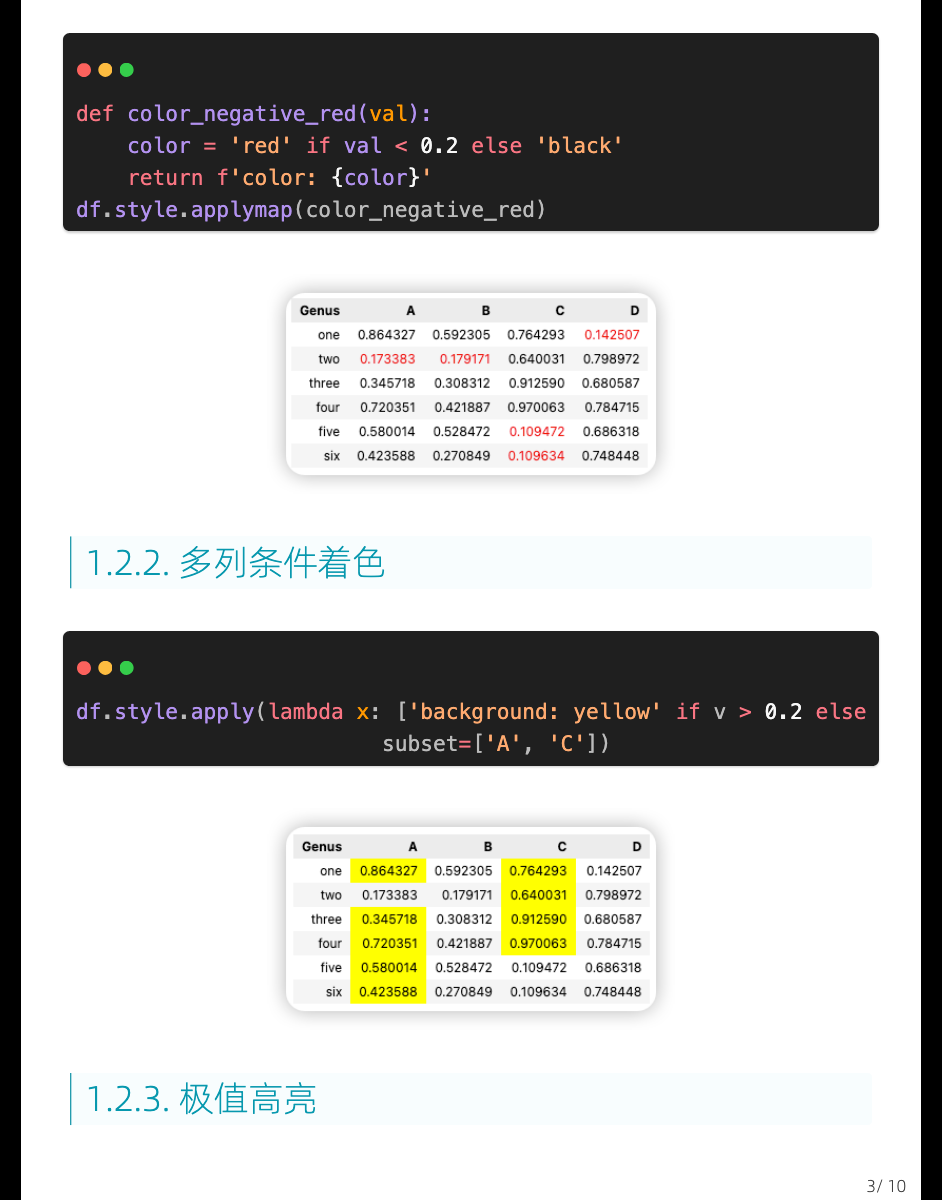 def color_negative_red(val):
    color = 'red' if val < 0.2 else 'black'
    return f'color: {color}'
df.style.applymap(color_negative_red)
Genus A B C D
one 0.864327 0.592305 0.764293 0.142507
two 0.173383 0.179171 0.640031 0.798972
three 0.345718 0.308312 0.912590 0.680587
four 0.720351 0.421887 0.970063 0.784715
five 0.580014 0.528472 0.109472 0.686318
six 0.423588 0.270849 0.109634 0.748448
1.2.2. 多列条件着色
df.style.apply(lambda x: ['background: yellow' if v > 0.2 else
subset=['A', 'C'])
Genus A B C D
one 0.864327 0.592305 0.764293 0.142507
two 0.173383 0.179171 0.640031 0.798972
three 0.345718 0.308312 0.912590 0.680587
four 0.720351 0.421887 0.970063 0.784715
five 0.580014 0.528472 0.109472 0.686318
six 0.423588 0.270849 0.109634 0.748448
1.2.3. 极值高亮
3/ 10